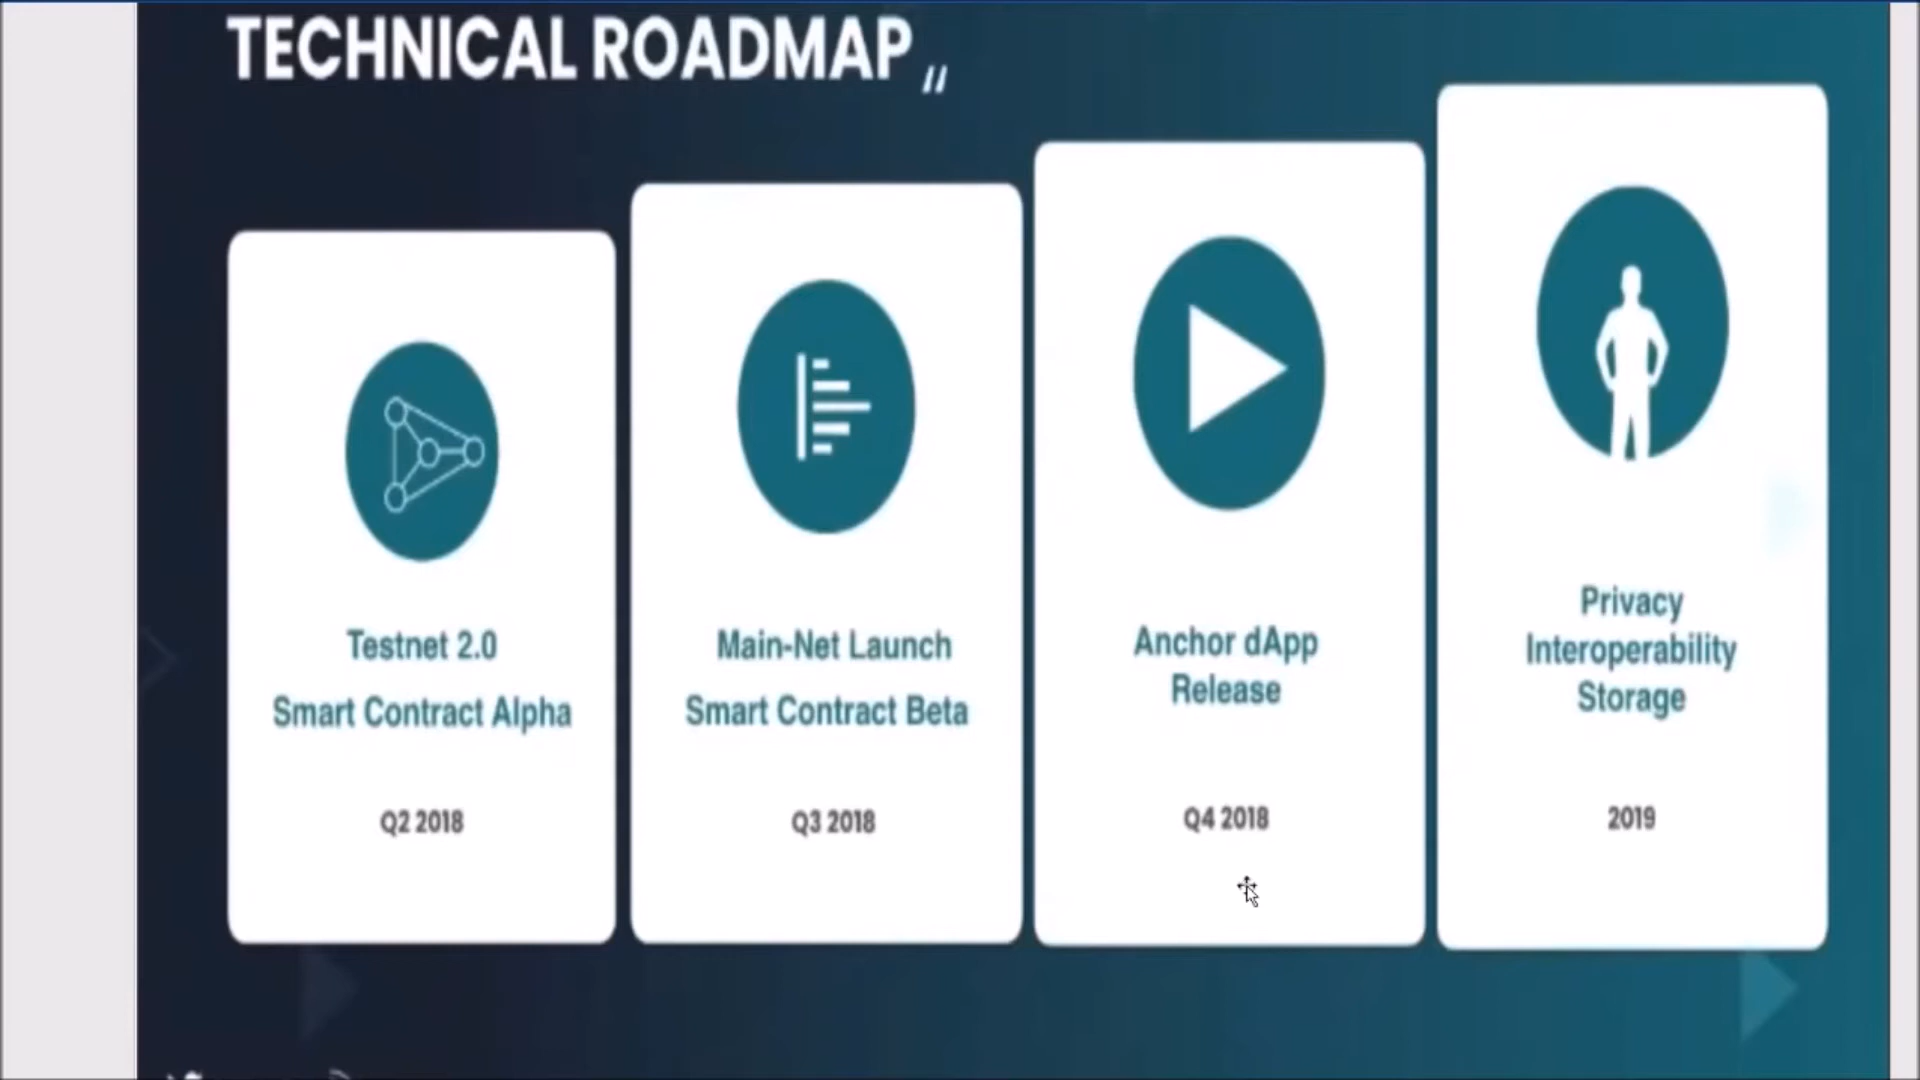 TECHNICAL ROADMAP
Testnet 2.0
Smart Contract Alpha
Q2 2018
Main-Net Launch
Smart Contract Beta
Q3 2018
Anchor dApp
Release
Q4 2018
Privacy
Interoperability
Storage
2019